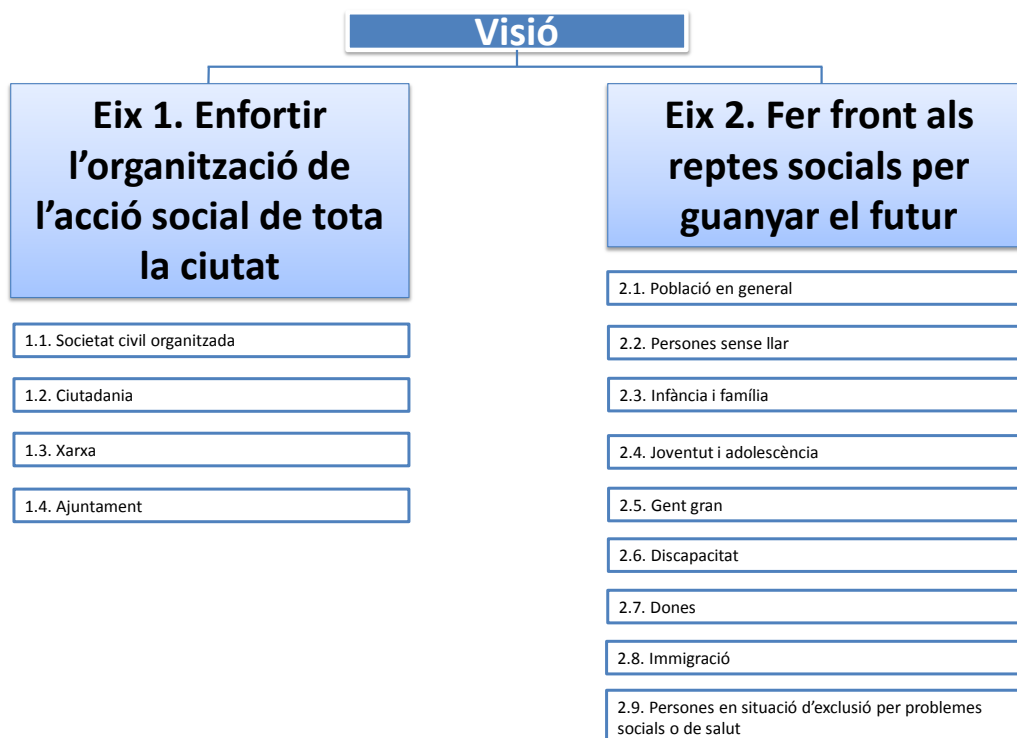 Visió
Eix 1. Enfortir
l’organització de
l’acció social de tota
la ciutat
1.1. Societat civil organitzada
1.2. Ciutadania
1.3. Xarxa
1.4. Ajuntament
Eix 2. Fer front als
reptes socials per
guanyar el futur
2.1. Població en general
2.2. Persones sense llar
2.3. Infància i família
2.4. Joventut i adolescència
2.5. Gent gran
2.6. Discapacitat
2.7. Dones
2.8. Immigració
2.9. Persones en situació d’exclusió per problemes
socials o de salut